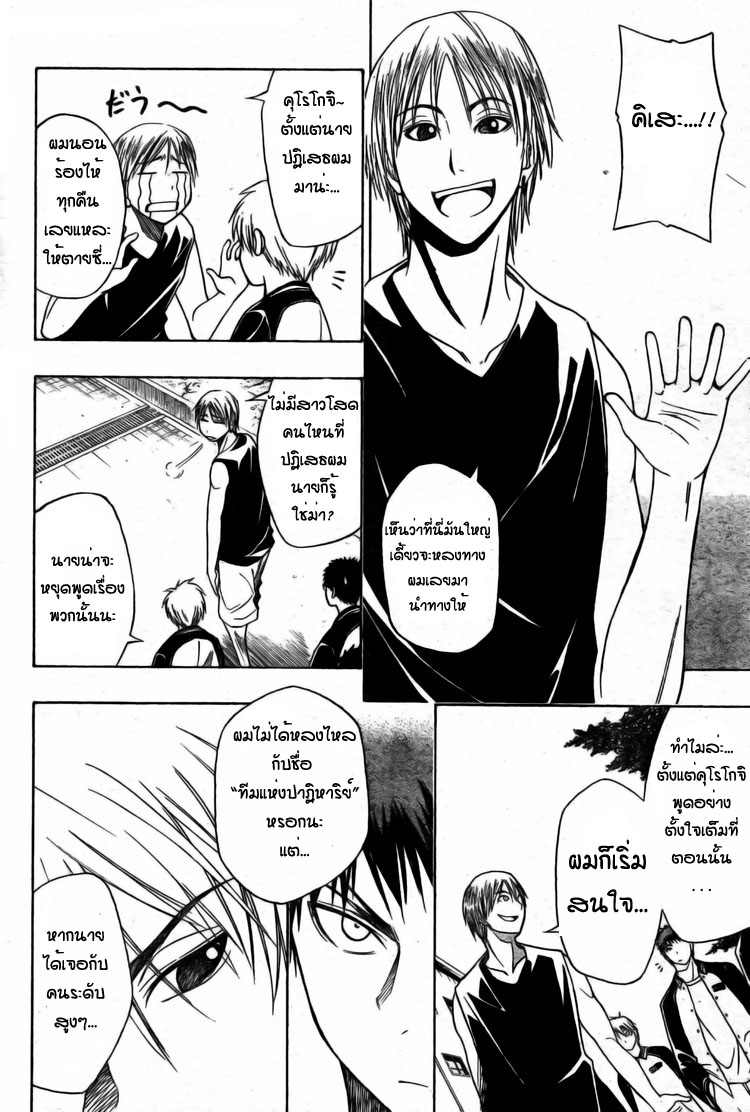 คิเสะ...!!
เห็นว่าที่นี่มันใหญ่
เดี๋ยวจะหลงทาง
ผมเลยมา
นำทางให้
คุโรโกจิ~
ตั้งแต่นาย
ปฏิเสธผม
มาน่ะ...
だう～
ผมนอน
ร้องไห้
ทุกคืน
เลยแหละ
ให้ตายซี่...
ไม่มีสาวโสด
คนไหนที่
ปฏิเสธผม
นายก็รู้
ใช่ม่า?
นายน่าจะ
หยุดพูดเรื่อง
พวกนั้นนะ
ทำไมล่ะ...
ตั้งแต่คุโรโกจิ
พูดอย่าง
ตั้งใจเต็มที่
ตอนนั้น
...
ผมก็เริ่ม
สนใจ...
ผมไม่ได้หลงไหล
กับชื่อ
“ทีมแห่งปาฏิหาริย์”
หรอกนะ
แต่...
หากนาย
ได้เจอกับ
คนระดับ
สูงๆ...